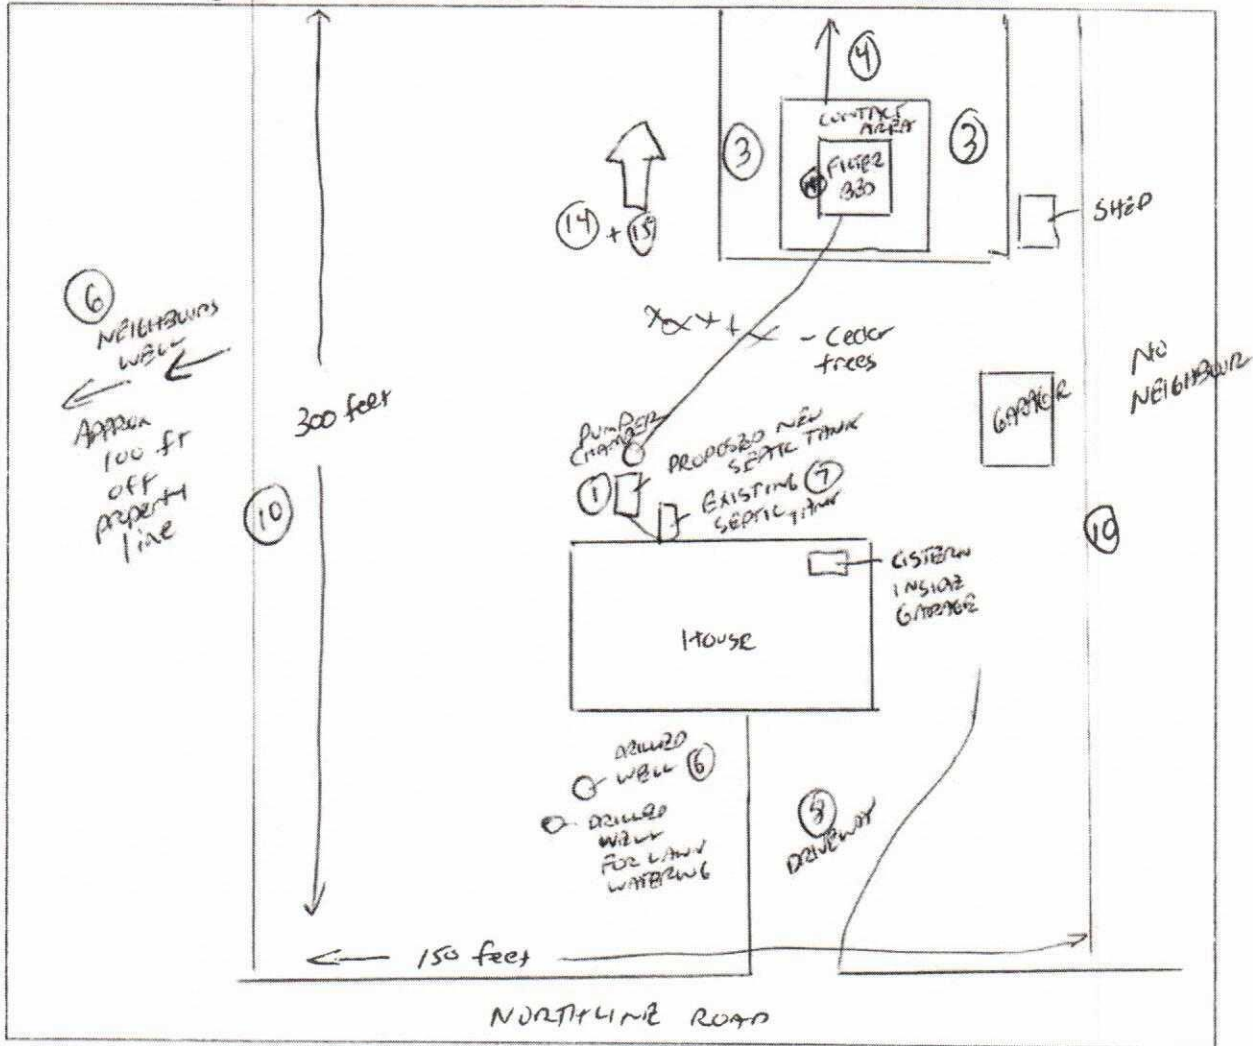 4
CONTACT
AREA
3
FILTER
BED
3
14 + 15
SHED
6
NEIGHBOURS
WELL
APPROX
100 ft
off
property
line
300 feet
- Cedar
trees
NO
NEIGHBOUR
GARAGE
PUMP
CHAMBER
1
PROPOSED NEW
SEPTIC TANK
EXISTING 7
SEPTIC TANK
10
10
CISTERN
INSIDE
GARAGE
HOUSE
DRILLED
WELL 6
DRILLED
WELL
FOR LAWN
WATERING
8
DRIVEWAY
150 feet
NORTHLINE ROAD